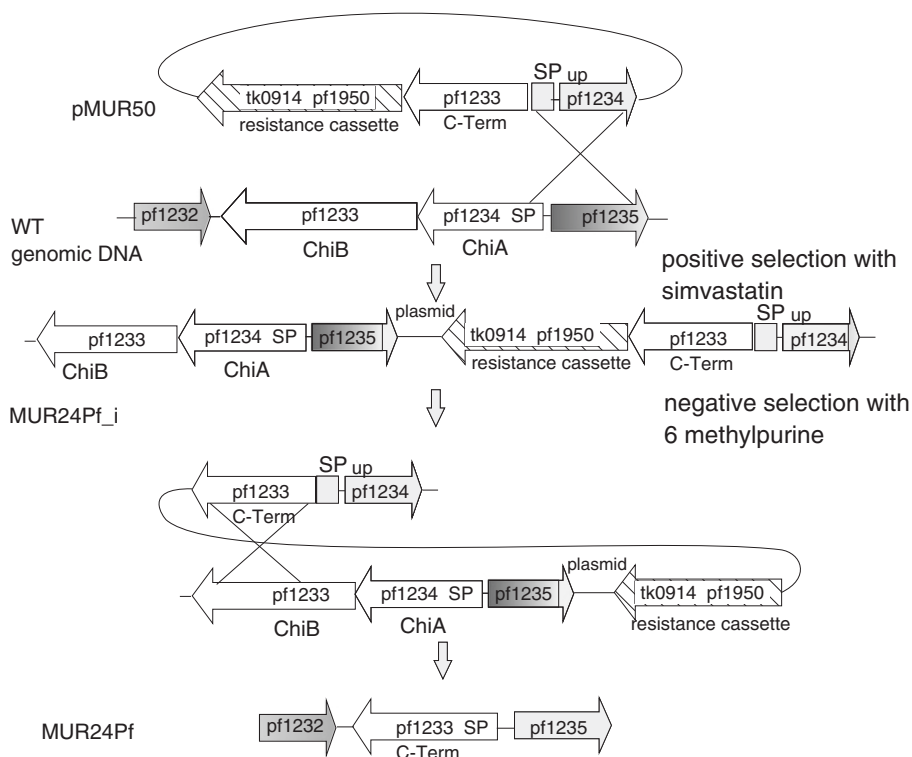 SP up
tk0914 pf1950
pf1233
pf1234
pMUR50
resistance cassette
C-Term
WT
genomic DNA
pf1232
pf1233
pf1234 SP
pf1235
ChiB
ChiA
positive selection with
simvastatin
plasmid
SP up
pf1233
pf1234 SP
pf1235
tk0914 pf1950
pf1233
pf1234
ChiB
ChiA
resistance cassette
C-Term
MUR24Pf_i
negative selection with
6 methylpurine
SP up
pf1233
pf1234
C-Term
plasmid
pf1233
pf1234 SP
pf1235
tk0914 pf1950
ChiB
ChiA
resistance cassette
MUR24Pf
pf1232
pf1233 SP
pf1235
C-Term